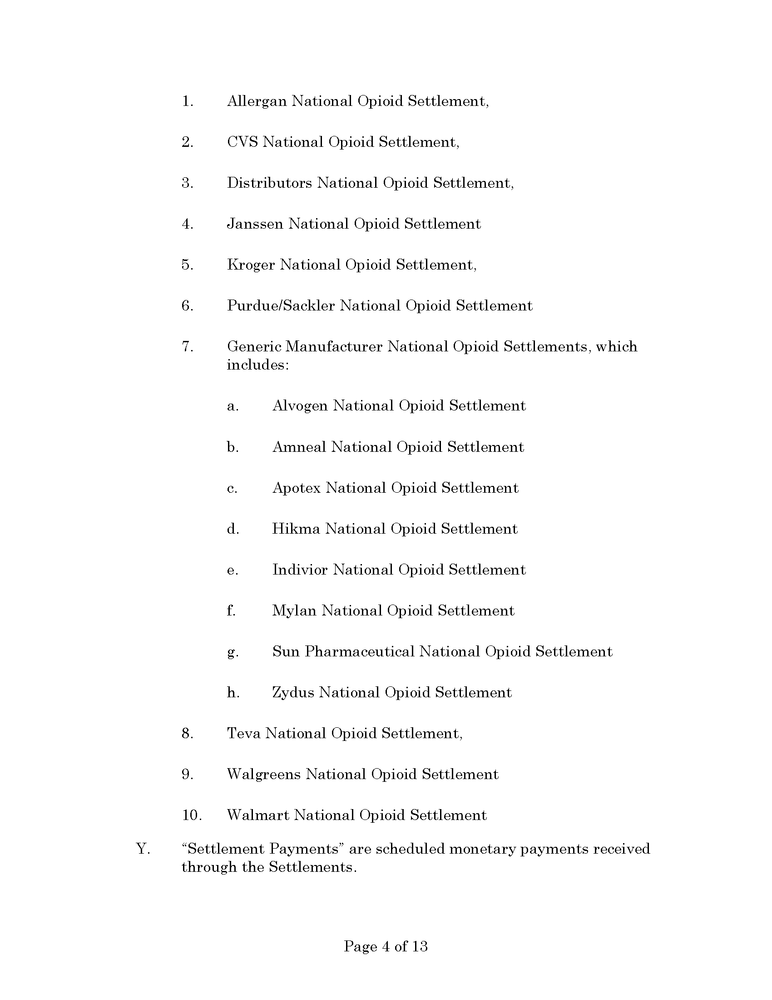 1. Allergan National Opioid Settlement,
2. CVS National Opioid Settlement,
3. Distributors National Opioid Settlement,
4. Janssen National Opioid Settlement
5. Kroger National Opioid Settlement,
6. Purdue/Sackler National Opioid Settlement
7. Generic Manufacturer National Opioid Settlements, which
includes:
a. Alvogen National Opioid Settlement
b. Amneal National Opioid Settlement
c. Apotex National Opioid Settlement
d. Hikma National Opioid Settlement
e. Indivior National Opioid Settlement
f. Mylan National Opioid Settlement
g. Sun Pharmaceutical National Opioid Settlement
h. Zydus National Opioid Settlement
8. Teva National Opioid Settlement,
9. Walgreens National Opioid Settlement
10. Walmart National Opioid Settlement
Y. “Settlement Payments” are scheduled monetary payments received
through the Settlements.
Page 4 of 13